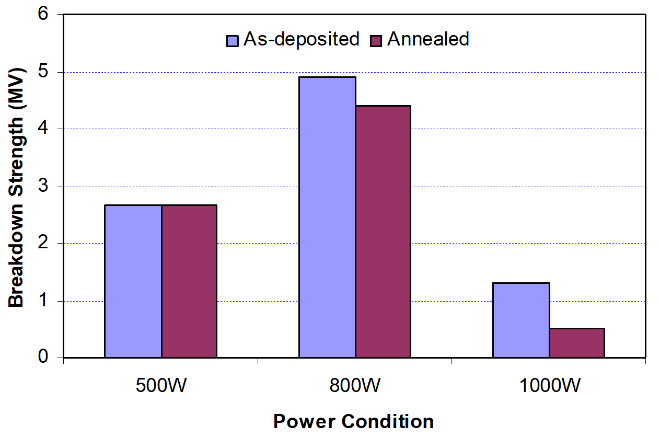 6
As-deposited Annealed
5
4
3
2
1
0
Breakdown Strength (MV)
500W 800W 1000W
Power Condition